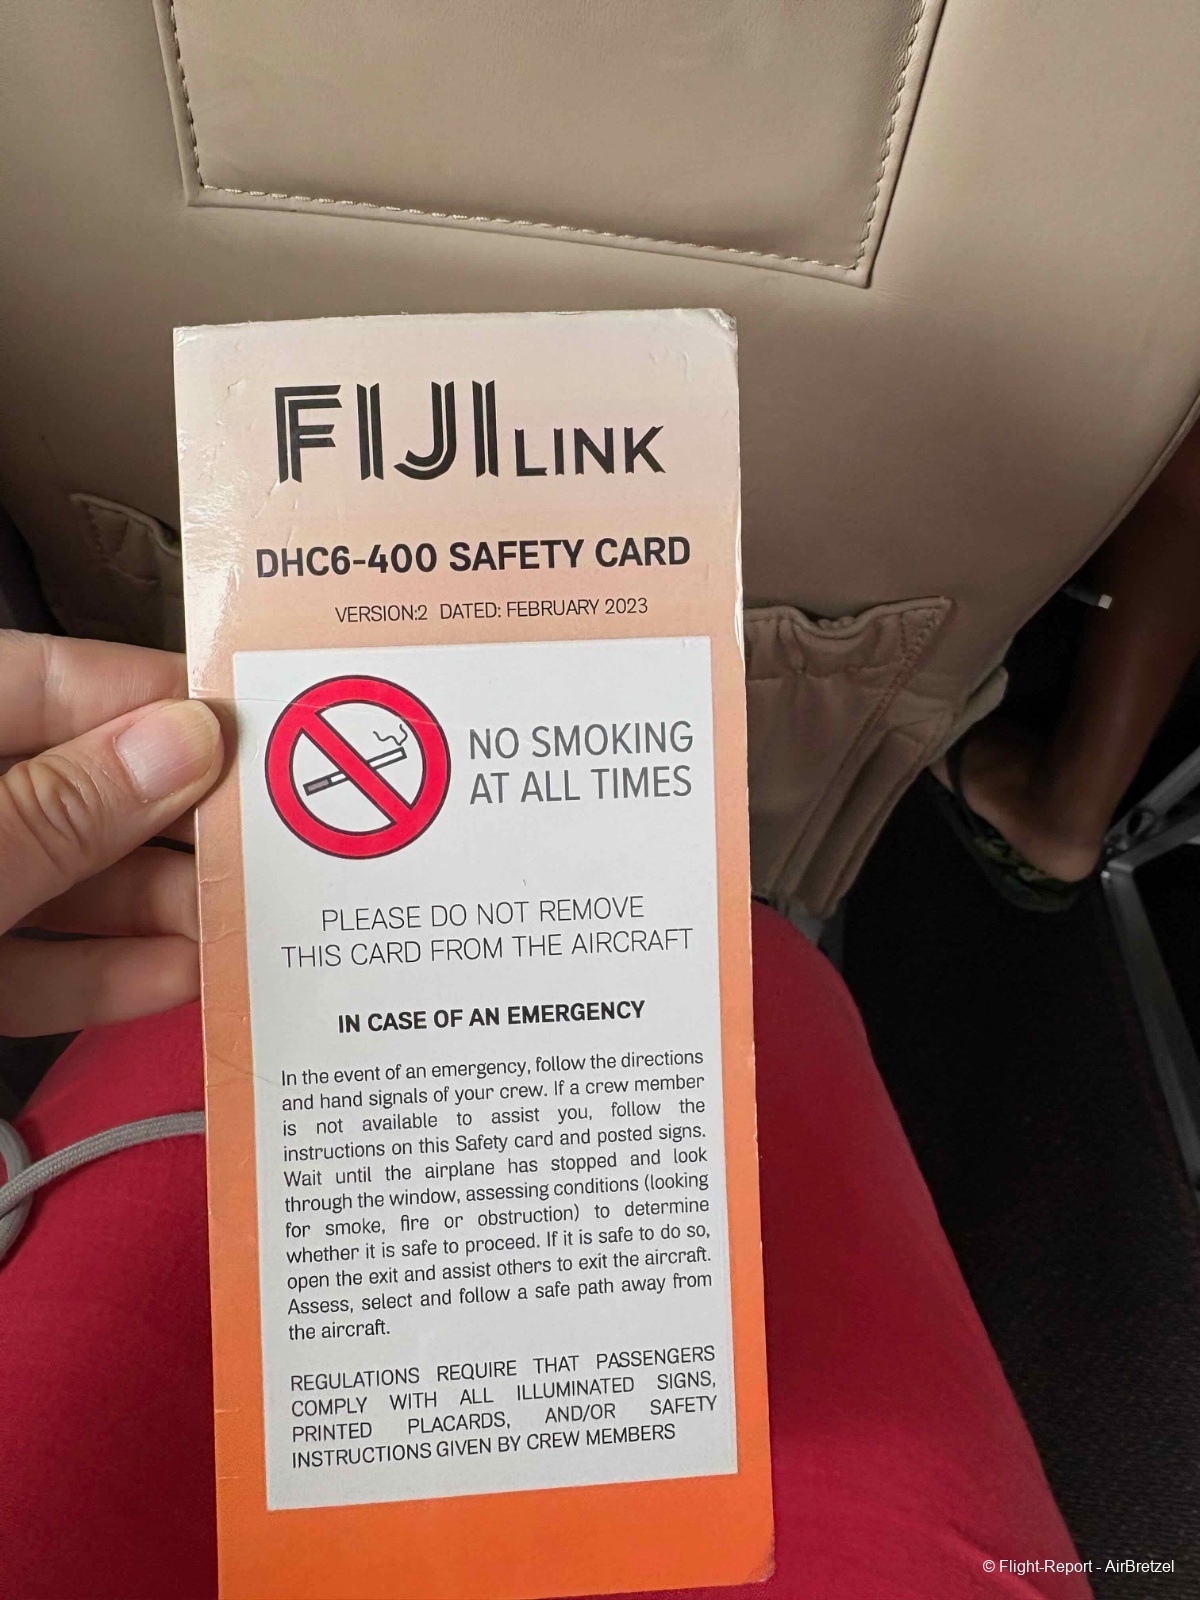 FIJI LINK
DHC6-400 SAFETY CARD
VERSION:2 DATED: FEBRUARY 2023
NO SMOKING
AT ALL TIMES
PLEASE DO NOT REMOVE
THIS CARD FROM THE AIRCRAFT
IN CASE OF AN EMERGENCY
In the event of an emergency, follow the directions
and hand signals of your crew. If a crew member
is not available to assist you, follow the
instructions on this Safety card and posted signs.
Wait until the airplane has stopped and look
through the window, assessing conditions (looking
for smoke, fire or obstruction) to determine
whether it is safe to proceed. If it is safe to do so,
open the exit and assist others to exit the aircraft.
Assess, select and follow a safe path away from
the aircraft.
REGULATIONS REQUIRE THAT PASSENGERS
COMPLY WITH ALL ILLUMINATED SIGNS,
PRINTED PLACARDS, AND/OR SAFETY
INSTRUCTIONS GIVEN BY CREW MEMBERS
© Flight-Report - AirBretzel